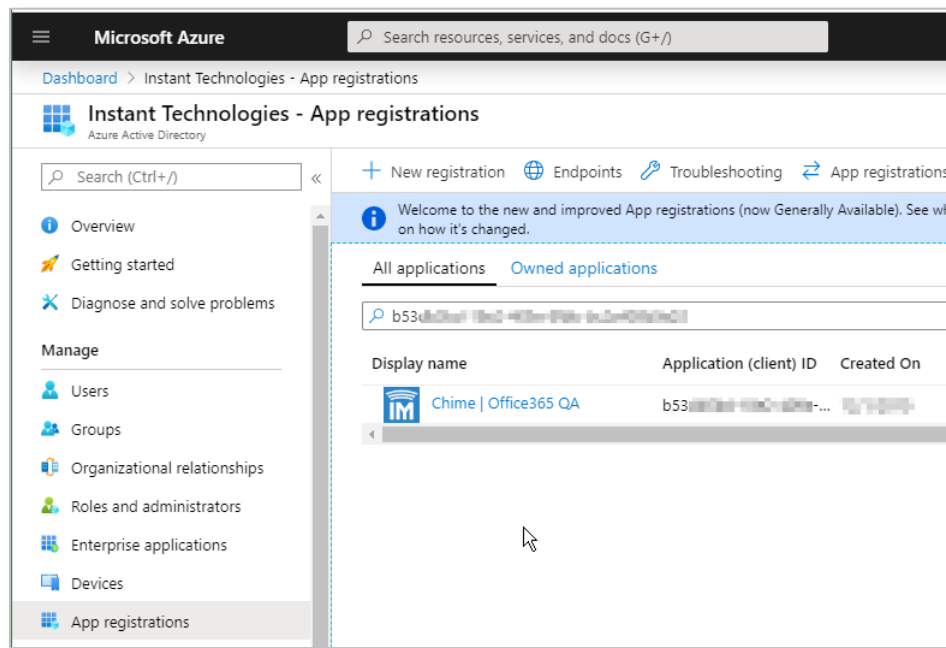 Microsoft Azure
Search resources, services, and docs (G+/)
Dashboard > Instant Technologies - App registrations
Instant Technologies - App registrations
Azure Active Directory
Search (Ctrl+/)
«
Overview
Getting started
Diagnose and solve problems
Manage
Users
Groups
Organizational relationships
Roles and administrators
Enterprise applications
Devices
App registrations
+ New registration Endpoints Troubleshooting App registrations
Welcome to the new and improved App registrations (now Generally Available). See
on how it's changed.
All applications Owned applications
b53
Display name Application (client) ID Created On
IM Chime | Office365 QA b53 -...